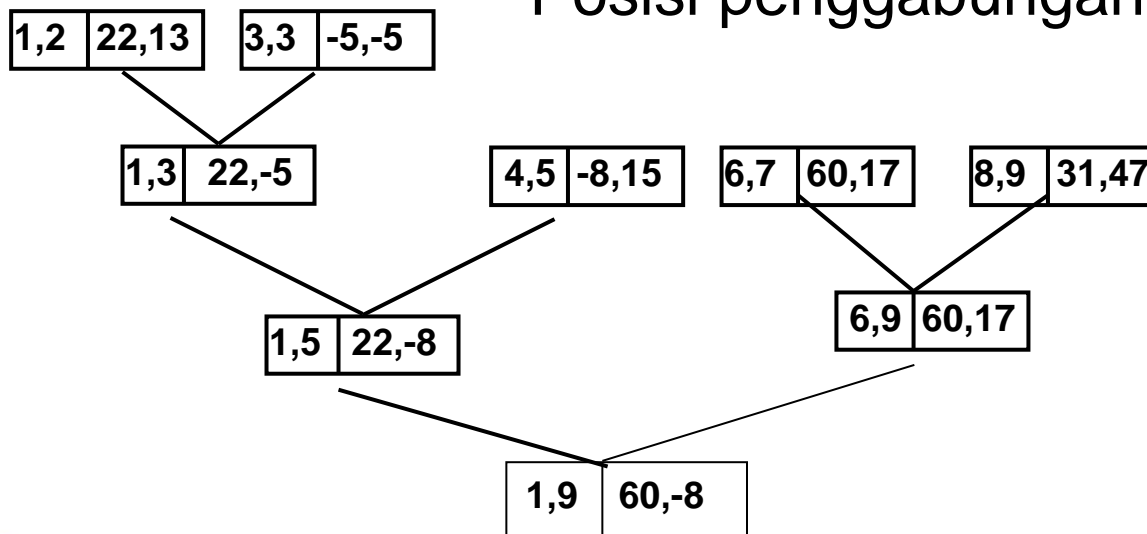 Posisi penggabungan
1,2 22,13 3,3 -5,-5
1,3 22,-5 4,5 -8,15 6,7 60,17 8,9 31,47
6,9 60,17
1,5 22,-8
1,9 60,-8